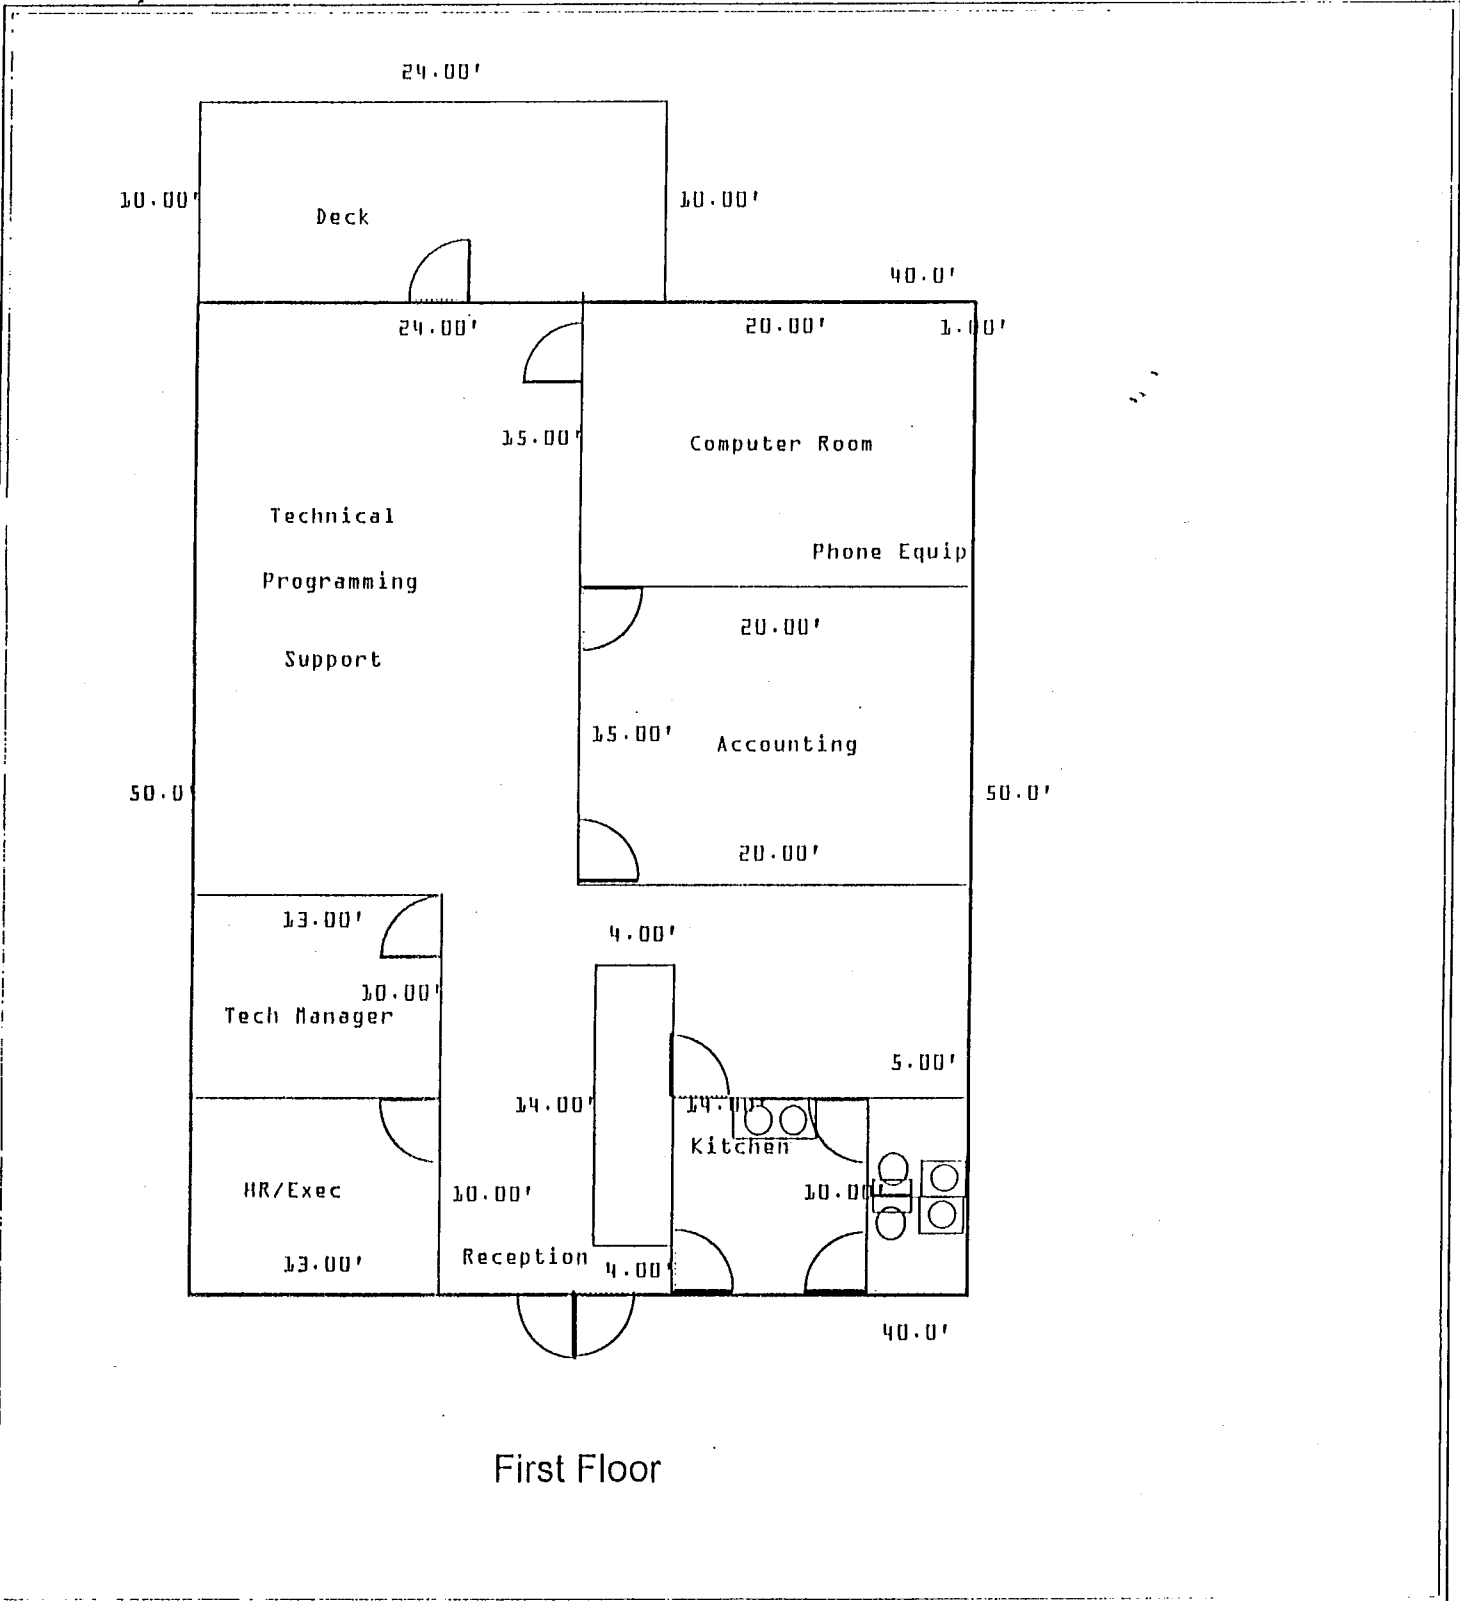 24.00'
10.00'
10.00'
Deck
40.0'
24.00'
20.00'
1.00'
15.00'
Computer Room
Technical
Phone Equip
Programming
20.00'
Support
15.00'
Accounting
50.0'
50.0'
20.00'
13.00'
4.00'
10.00'
Tech Manager
5.00'
14.00'
14.00'
Kitchen
HR/Exec
10.00'
10.00'
Reception
13.00'
4.00'
40.0'
First Floor